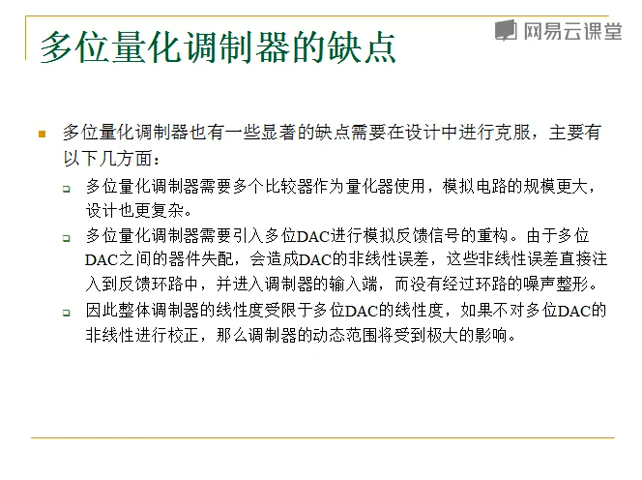 网易云课堂
多位量化调制器的缺点
多位量化调制器也有一些显著的缺点需要在设计中进行克服，主要有
以下几方面：
多位量化调制器需要多个比较器作为量化器使用，模拟电路的规模更大，
设计也更复杂。
多位量化调制器需要引入多位DAC进行模拟反馈信号的重构。由于多位
DAC之间的器件失配，会造成DAC的非线性误差，这些非线性误差直接注
入到反馈环路中，并进入调制器的输入端，而没有经过环路的噪声整形。
因此整体调制器的线性度受限于多位DAC的线性度，如果不对多位DAC的
非线性进行校正，那么调制器的动态范围将受到极大的影响。